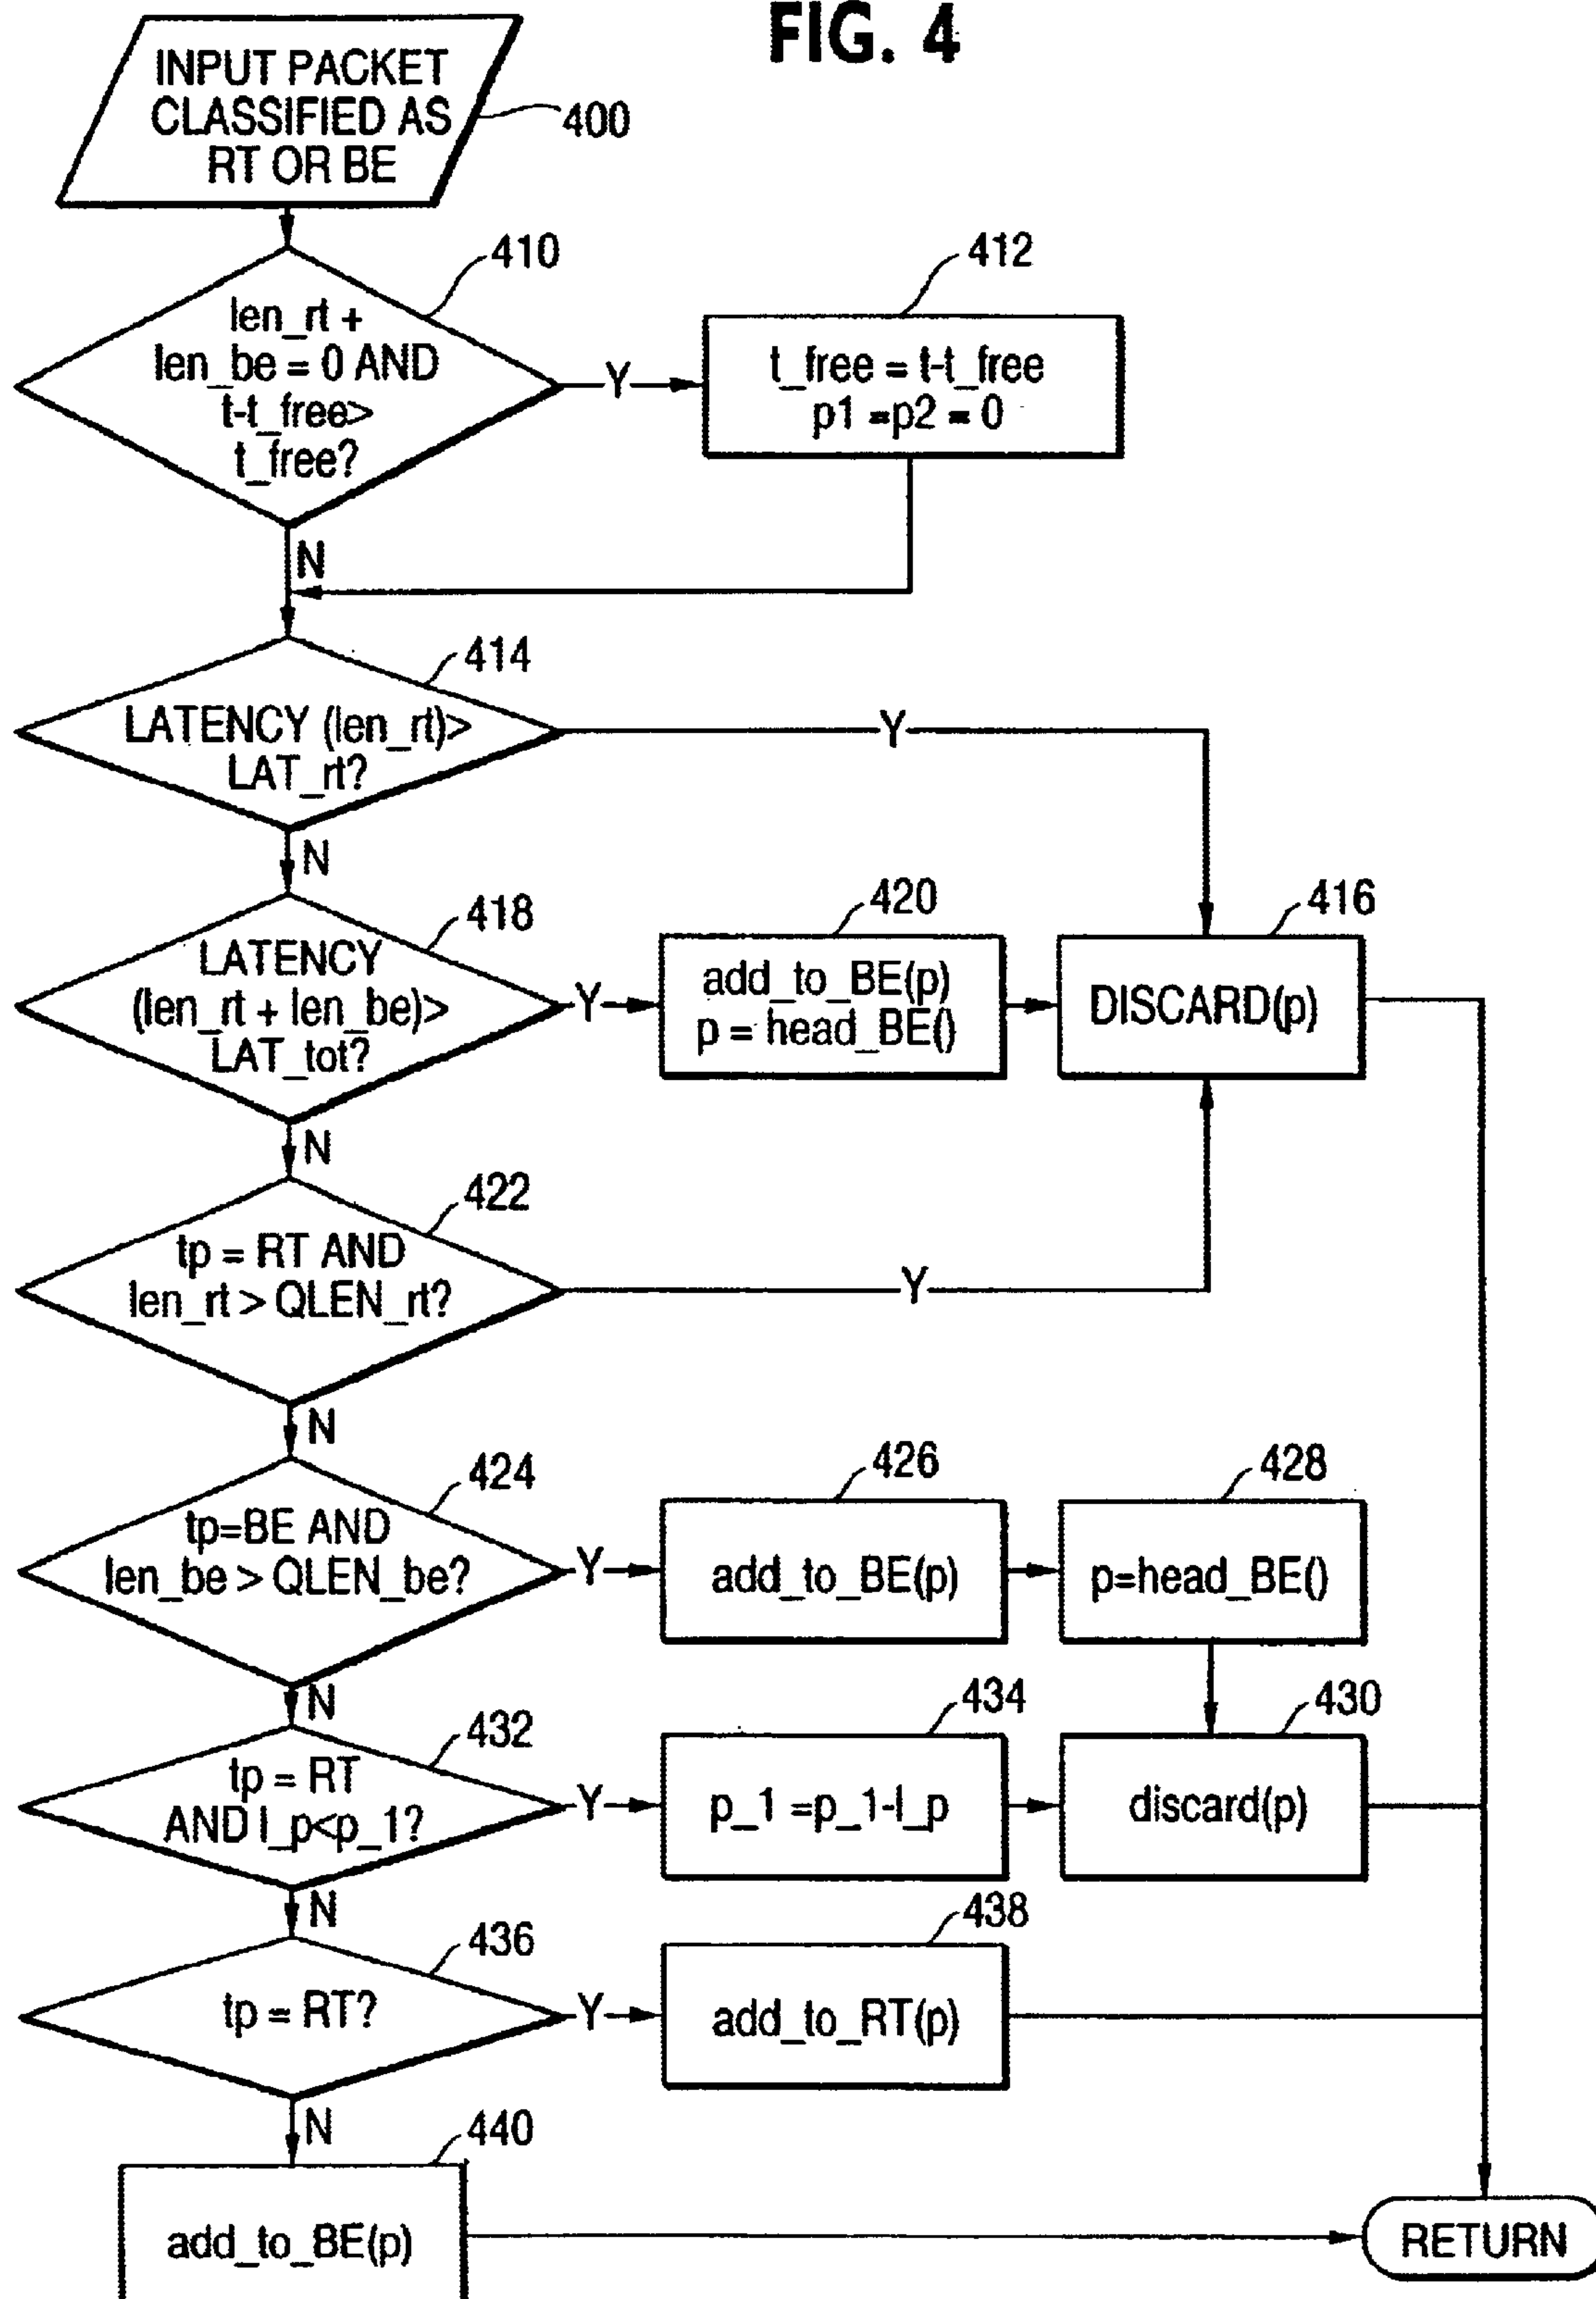 FIG. 4
INPUT PACKET
CLASSIFIED AS
RT OR BE
400
410
len_rt +
len_be = 0 AND
t-t_free>
t_free?
Y
412
t_free = t-t_free
p1 =p2 = 0
N
414
LATENCY (len_rt)>
LAT_rt?
Y
N
418
LATENCY
(len_rt + len_be)>
LAT_tot?
Y
420
add_to_BE(p)
p = head_BE()
416
DISCARD(p)
N
422
tp = RT AND
len_rt > QLEN_rt?
Y
N
424
tp=BE AND
len_be > QLEN_be?
Y
426
add_to_BE(p)
428
p=head_BE()
N
432
tp = RT
AND l_p<p_1?
Y
434
p_1 =p_1-l_p
430
discard(p)
N
436
tp = RT?
Y
438
add_to_RT(p)
N
440
add_to_BE(p)
RETURN